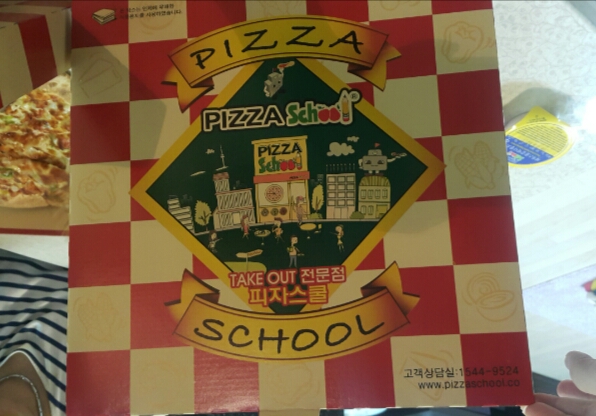 PIZZA
PIZZA School
PIZZA
School
TAKE OUT 전문점
피자스쿨
SCHOOL
고객상담실:1544-9524
www.pizzaschool.co